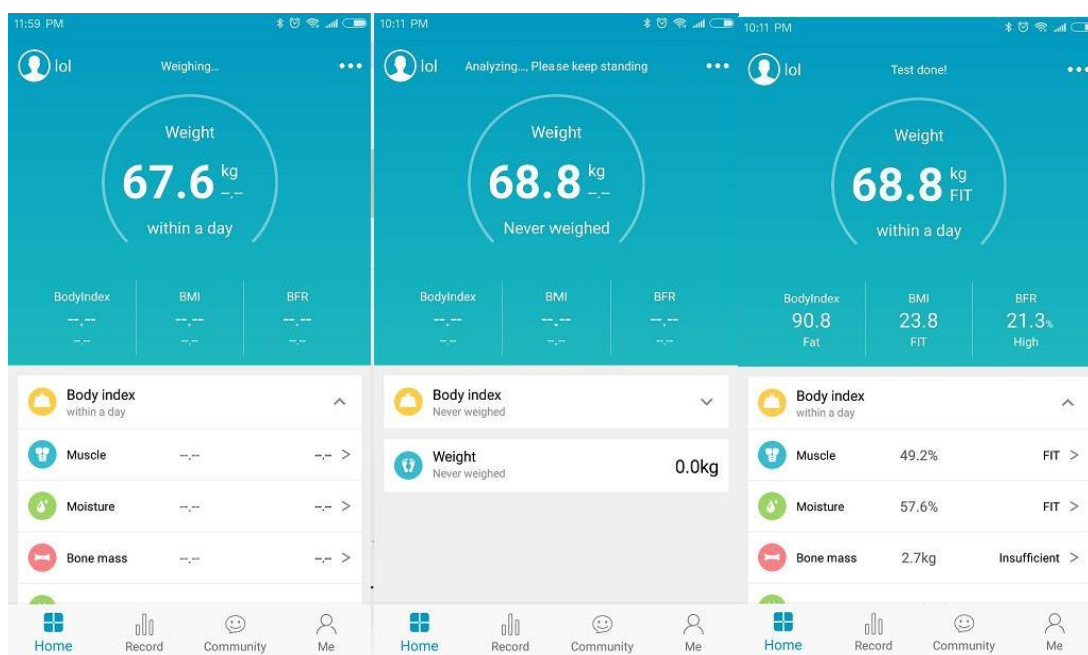 11:59 PM
lol
Weighing...
Weight
67.6 kg
--.--
within a day
BodyIndex BMI BFR
--.-- --.-- --.--
--.-- --.-- --.--
Body index
within a day
Muscle --.-- --.-- >
Moisture --.-- --.-- >
Bone mass --.-- --.-- >
Home Record Community Me
10:11 PM
lol
Analyzing..., Please keep standing
Weight
68.8 kg
--.--
Never weighed
BodyIndex BMI BFR
--.-- --.-- --.--
--.-- --.-- --.--
Body index
Never weighed
Weight
Never weighed
0.0kg
Home Record Community Me
10:11 PM
lol
Test done!
Weight
68.8 kg
FIT
within a day
BodyIndex BMI BFR
90.8 23.8 21.3%
Fat FIT High
Body index
within a day
Muscle 49.2% FIT >
Moisture 57.6% FIT >
Bone mass 2.7kg Insufficient >
Home Record Community Me